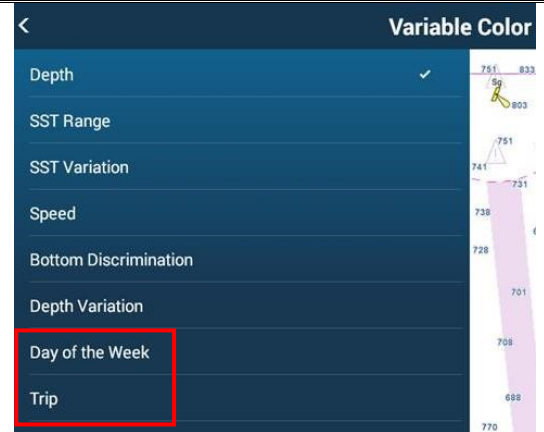 <
Variable Color
Depth ✓
751 833
Sg
803
SST Range
751
SST Variation
741
731
Speed
738
728
Bottom Discrimination
701
Depth Variation
Day of the Week
708
Trip
688
770